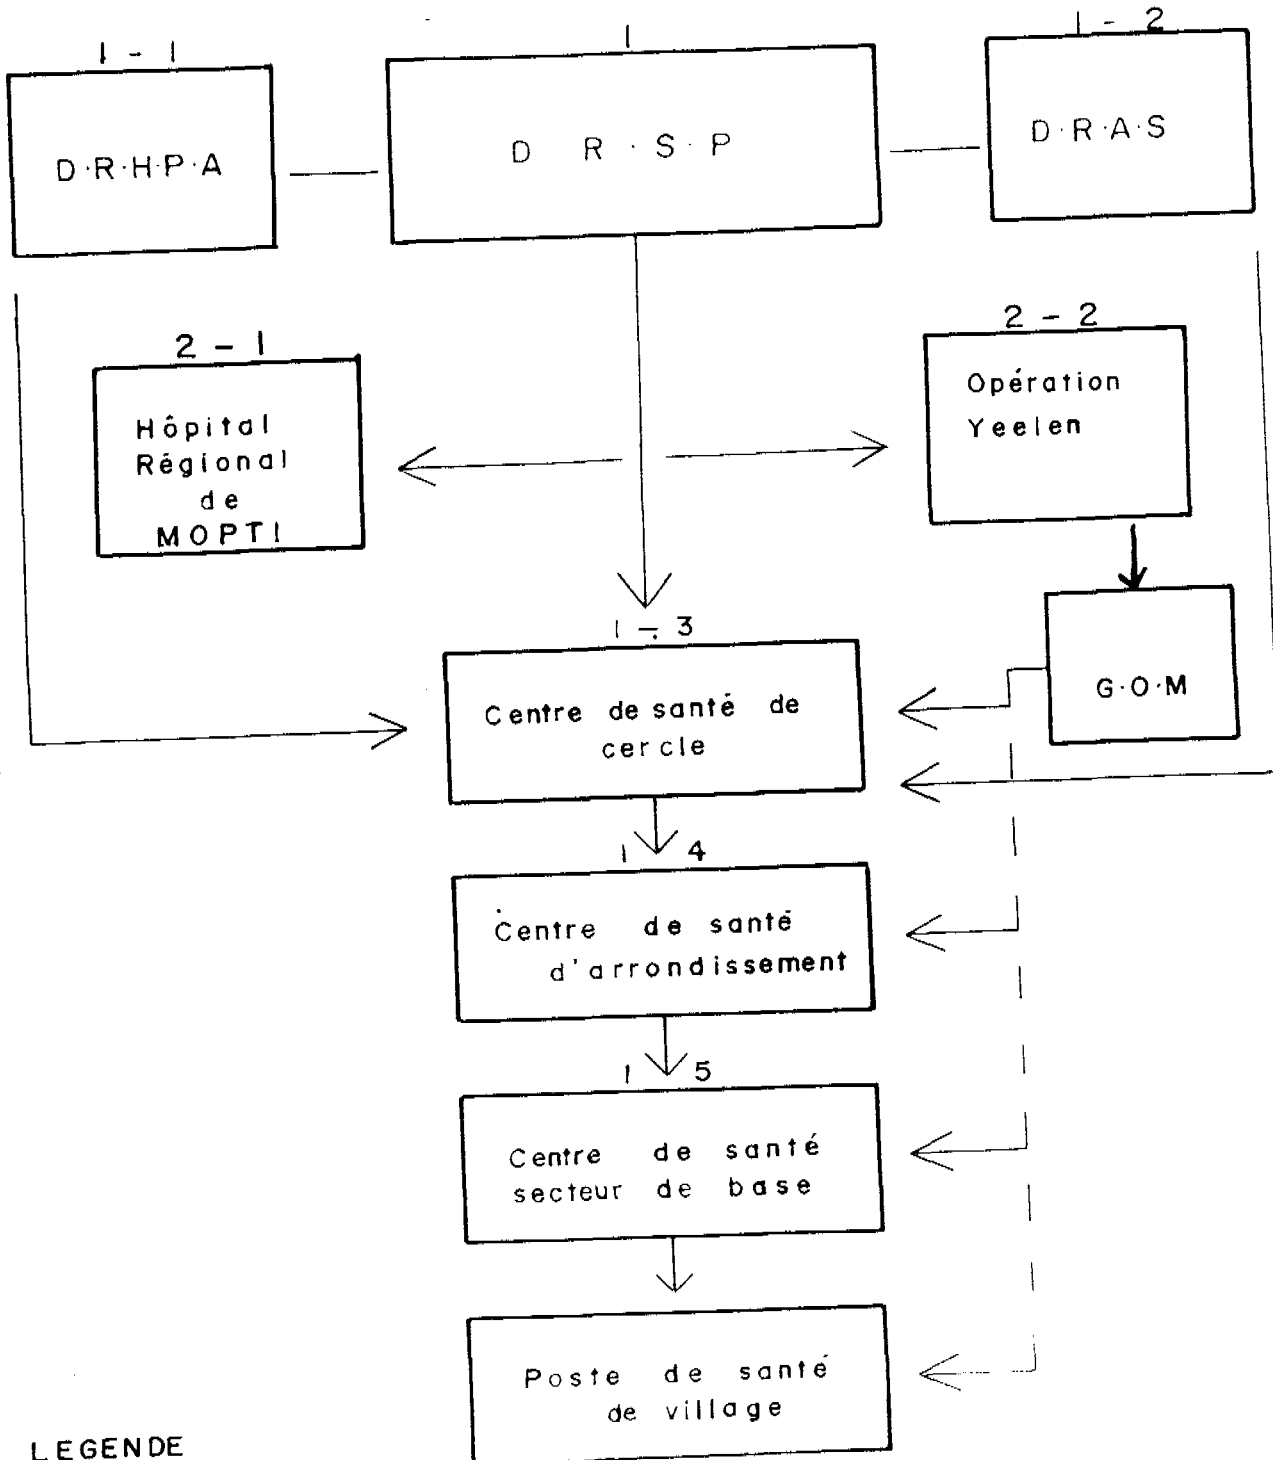 1 - 1
1
1 - 2
D·R·H·P·A
D R·S·P
D·R·A·S
2 - 1
2 - 2
Hôpital
Régional
de
MOPTI
Opération
Yeelen
G·O·M
1 - 3
Centre de santé de
cercle
1 4
Centre de santé
d'arrondissement
1 5
Centre de santé
secteur de base
Poste de santé
de village
LEGENDE